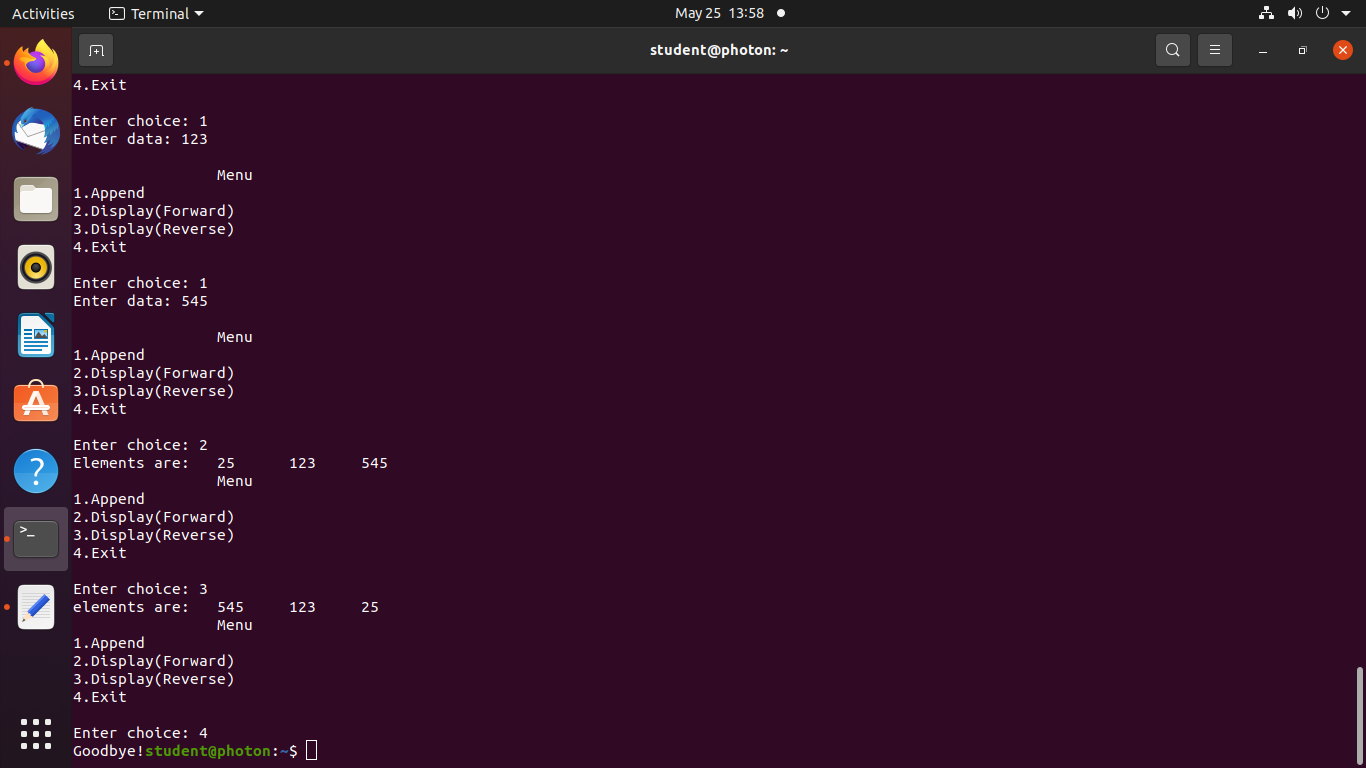 Activities Terminal May 25 13:58
student@photon: ~
4.Exit
Enter choice: 1
Enter data: 123
Menu
1.Append
2.Display(Forward)
3.Display(Reverse)
4.Exit
Enter choice: 1
Enter data: 545
Menu
1.Append
2.Display(Forward)
3.Display(Reverse)
4.Exit
Enter choice: 2
Elements are: 25 123 545
Menu
1.Append
2.Display(Forward)
3.Display(Reverse)
4.Exit
Enter choice: 3
elements are: 545 123 25
Menu
1.Append
2.Display(Forward)
3.Display(Reverse)
4.Exit
Enter choice: 4
Goodbye!student@photon:~$